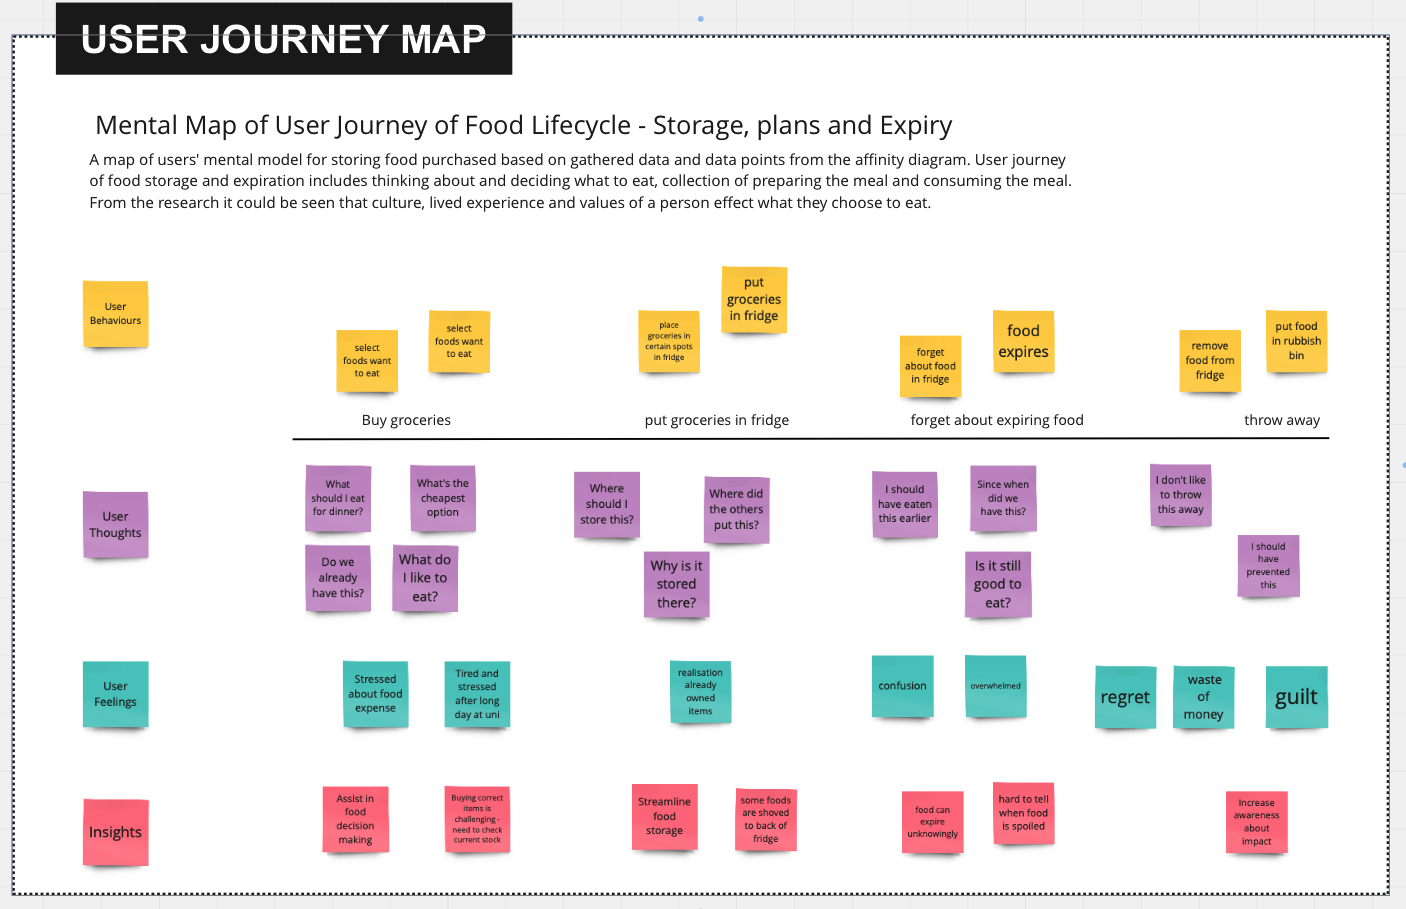 USER JOURNEY MAP
Mental Map of User Journey of Food Lifecycle - Storage, plans and Expiry
A map of users' mental model for storing food purchased based on gathered data and data points from the affinity diagram. User journey
of food storage and expiration includes thinking about and deciding what to eat, collection of preparing the meal and consuming the meal.
From the research it could be seen that culture, lived experience and values of a person effect what they choose to eat.
User
Behaviours
select
foods want
to eat
select
foods want
to eat
place
groceries in
certain spots
in fridge
put
groceries
in fridge
forget
about food
in fridge
food
expires
remove
food from
fridge
put food
in rubbish
bin
Buy groceries
put groceries in fridge
forget about expiring food
throw away
User
Thoughts
What
should I eat
for dinner?
What's the
cheapest
option
Do we
already
have this?
What do
I like to
eat?
Where
should I
store this?
Where did
the others
put this?
Why is it
stored
there?
I should
have eaten
this earlier
Since when
did we
have this?
Is it still
good to
eat?
I don't like
to throw
this away
I should
have
prevented
this
User
Feelings
Stressed
about food
expense
Tired and
stressed
after long
day at uni
realisation
already
owned
items
confusion
overwhelmed
regret
waste
of
money
guilt
Insights
Assist in
food
decision
making
Buying correct
items is
challenging -
need to check
current stock
Streamline
food
storage
some foods
are shoved
to back of
fridge
food can
expire
unknowingly
hard to tell
when food
is spoiled
Increase
awareness
about
impact